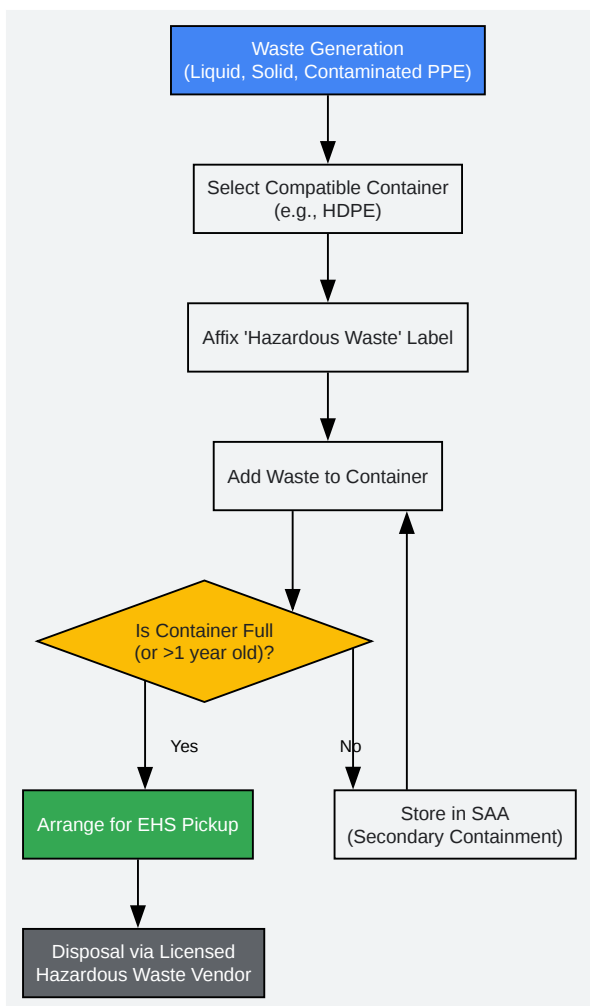 Waste Generation
(Liquid, Solid, Contaminated PPE)
Select Compatible Container
(e.g., HDPE)
Affix 'Hazardous Waste' Label
Add Waste to Container
Is Container Full
(or >1 year old)?
Yes
No
Arrange for EHS Pickup
Store in SAA
(Secondary Containment)
Disposal via Licensed
Hazardous Waste Vendor